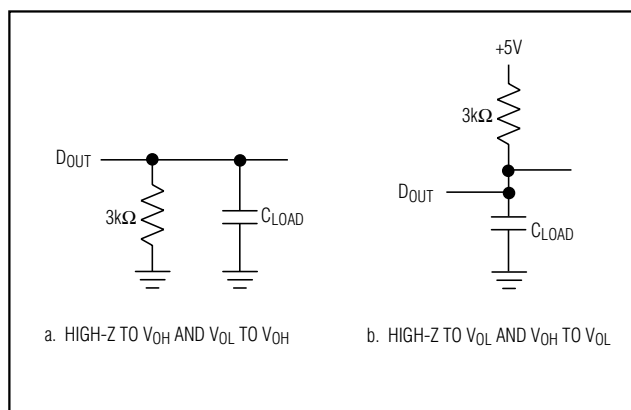 DOUT
3kΩ
CLOAD
a. HIGH-Z TO VOH AND VOL TO VOH
+5V
3kΩ
DOUT
CLOAD
b. HIGH-Z TO VOL AND VOH TO VOL